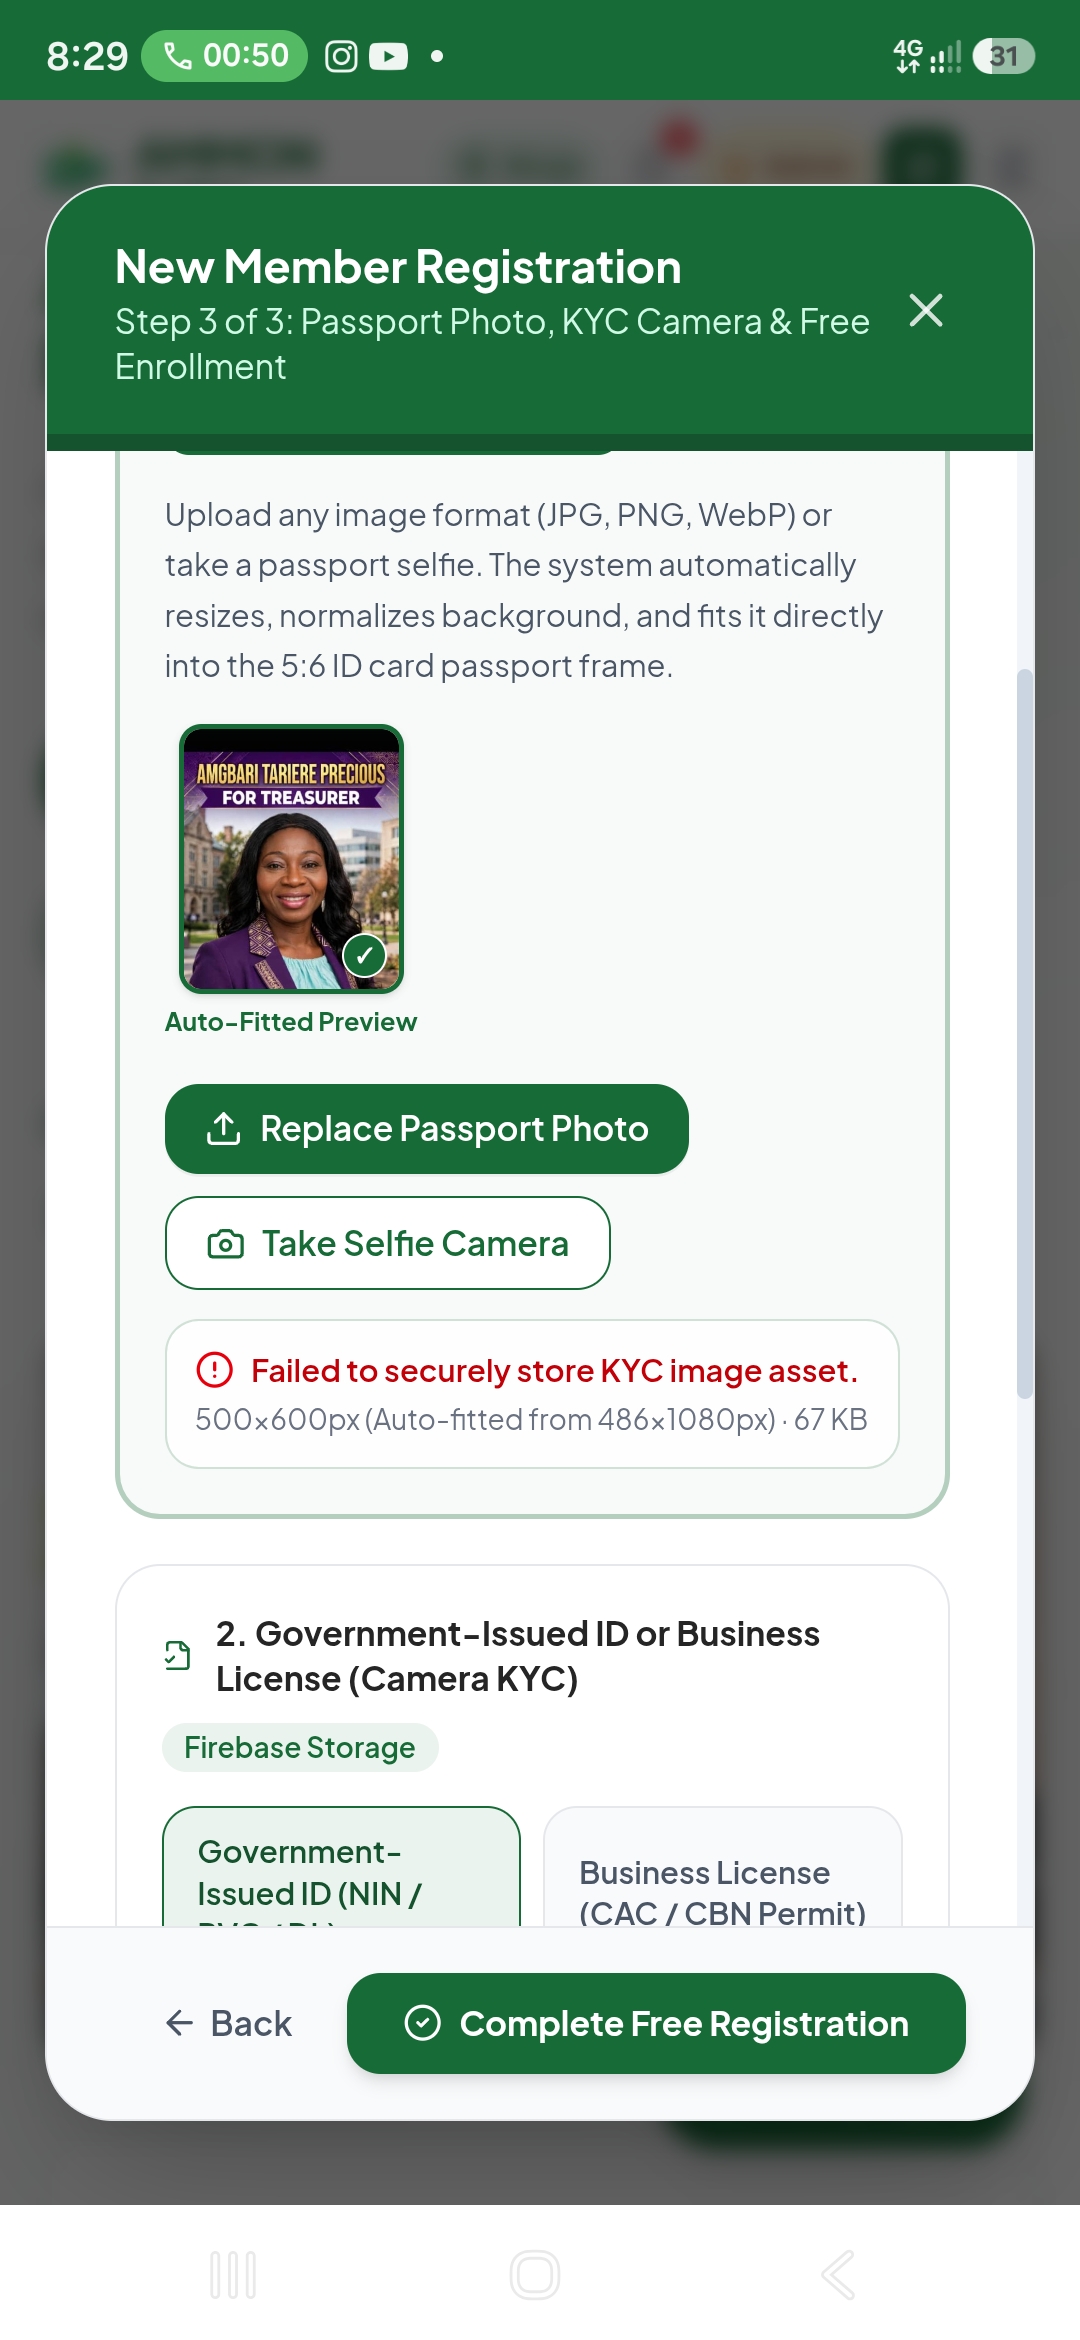 8:29
00:50
4G
31
New Member Registration
Step 3 of 3: Passport Photo, KYC Camera & Free
Enrollment
Upload any image format (JPG, PNG, WebP) or
take a passport selfie. The system automatically
resizes, normalizes background, and fits it directly
into the 5:6 ID card passport frame.
AMGBARI TARIERE PRECIOUS
FOR TREASURER
Auto-Fitted Preview
Replace Passport Photo
Take Selfie Camera
Failed to securely store KYC image asset.
500×600px (Auto-fitted from 486×1080px) · 67 KB
2. Government-Issued ID or Business
License (Camera KYC)
Firebase Storage
Government-
Issued ID (NIN /
Business License
(CAC / CBN Permit)
Back
Complete Free Registration